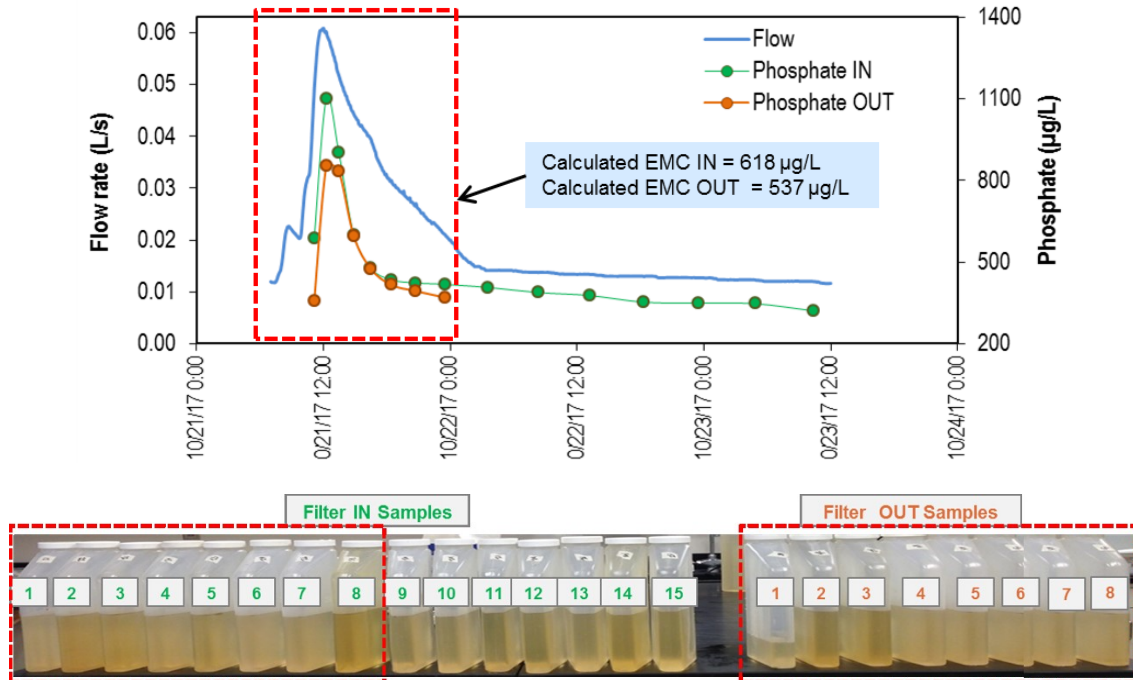 0.06
0.05
0.04
0.03
0.02
0.01
0.00
Flow rate (L/s)
Flow
Phosphate IN
Phosphate OUT
Calculated EMC IN = 618 µg/L
Calculated EMC OUT = 537 µg/L
1400
1100
800
500
200
Phosphate (µg/L)
10/21/17 0:00
0/21/17 12:00
10/22/17 0:00
0/22/17 12:00
10/23/17 0:00
0/23/17 12:00
10/24/17 0:00
Filter IN Samples
Filter OUT Samples
1 2 3 4 5 6 7 8 9 10 11 12 13 14 15
1 2 3 4 5 6 7 8